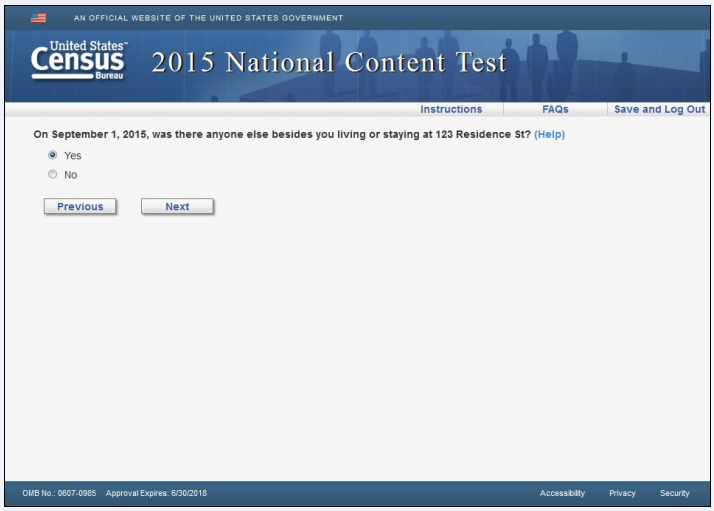 AN OFFICIAL WEBSITE OF THE UNITED STATES GOVERNMENT
United States™
Census
Bureau
2015 National Content Test
Instructions FAQs Save and Log Out
On September 1, 2015, was there anyone else besides you living or staying at 123 Residence St? (Help)
Yes
No
Previous Next
OMB No.: 0607-0985 Approval Expires: 6/30/2018 Accessibility Privacy Security